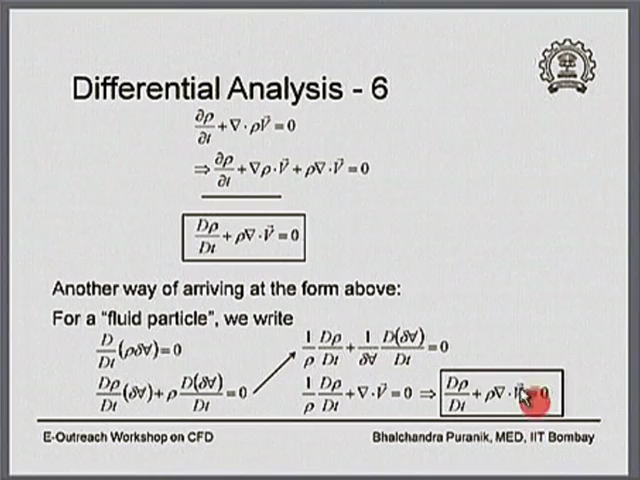 Differential Analysis - 6
∂ρ/∂t + ∇ · ρV⃗ = 0
⇒ ∂ρ/∂t + ∇ρ · V⃗ + ρ∇ · V⃗ = 0
Dρ/Dt + ρ∇ · V⃗ = 0
Another way of arriving at the form above:
For a “fluid particle”, we write
D/Dt (ρδ∀) = 0
Dρ/Dt (δ∀) + ρ D(δ∀)/Dt = 0
1/ρ Dρ/Dt + 1/δ∀ D(δ∀)/Dt = 0
1/ρ Dρ/Dt + ∇ · V⃗ = 0 ⇒ Dρ/Dt + ρ∇ · V⃗ = 0
E-Outreach Workshop on CFD
Bhalchandra Puranik, MED, IIT Bombay